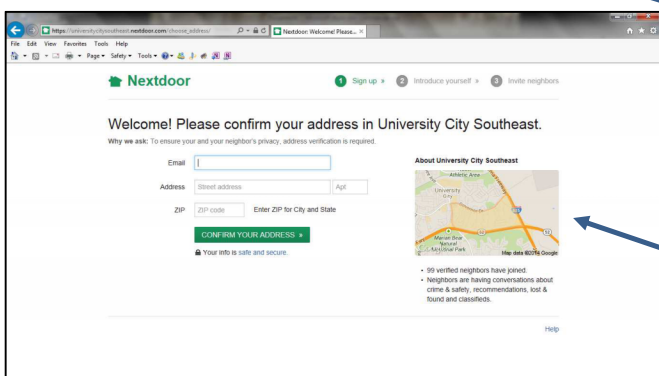 https://universitycitysoutheast.nextdoor.com/choose_address/
Nextdoor: Welcome! Please...
File Edit View Favorites Tools Help
Page Safety Tools
Nextdoor
1 Sign up » 2 Introduce yourself » 3 Invite neighbors
Welcome! Please confirm your address in University City Southeast.
Why we ask: To ensure your and your neighbor's privacy, address verification is required.
Email
Address Street address Apt
ZIP ZIP code Enter ZIP for City and State
CONFIRM YOUR ADDRESS »
Your info is safe and secure.
About University City Southeast
Athletic Area
University
City
52
52
Marian Bear
Natural
Park
Map data ©2014 Google
• 99 verified neighbors have joined.
• Neighbors are having conversations about
crime & safety, recommendations, lost &
found and classifieds.
Help